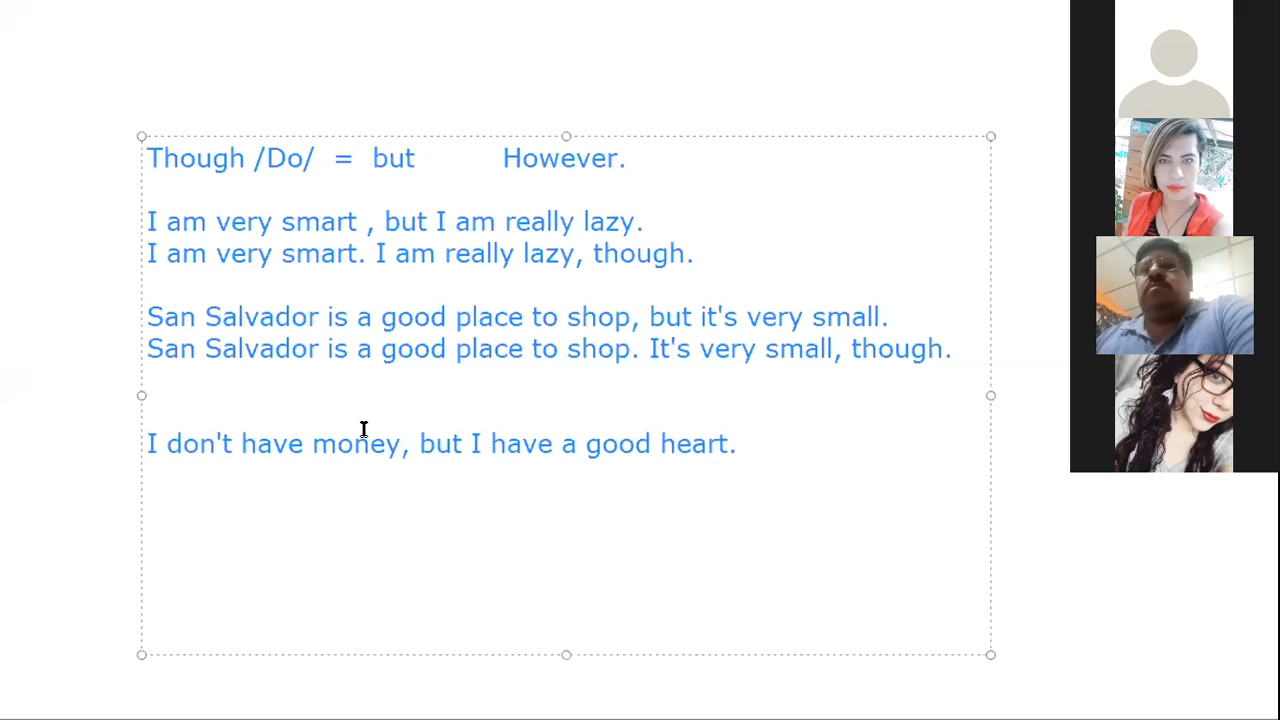 Though /Do/ = but However.
I am very smart , but I am really lazy.
I am very smart. I am really lazy, though.
San Salvador is a good place to shop, but it's very small.
San Salvador is a good place to shop. It's very small, though.
I don't have money, but I have a good heart.